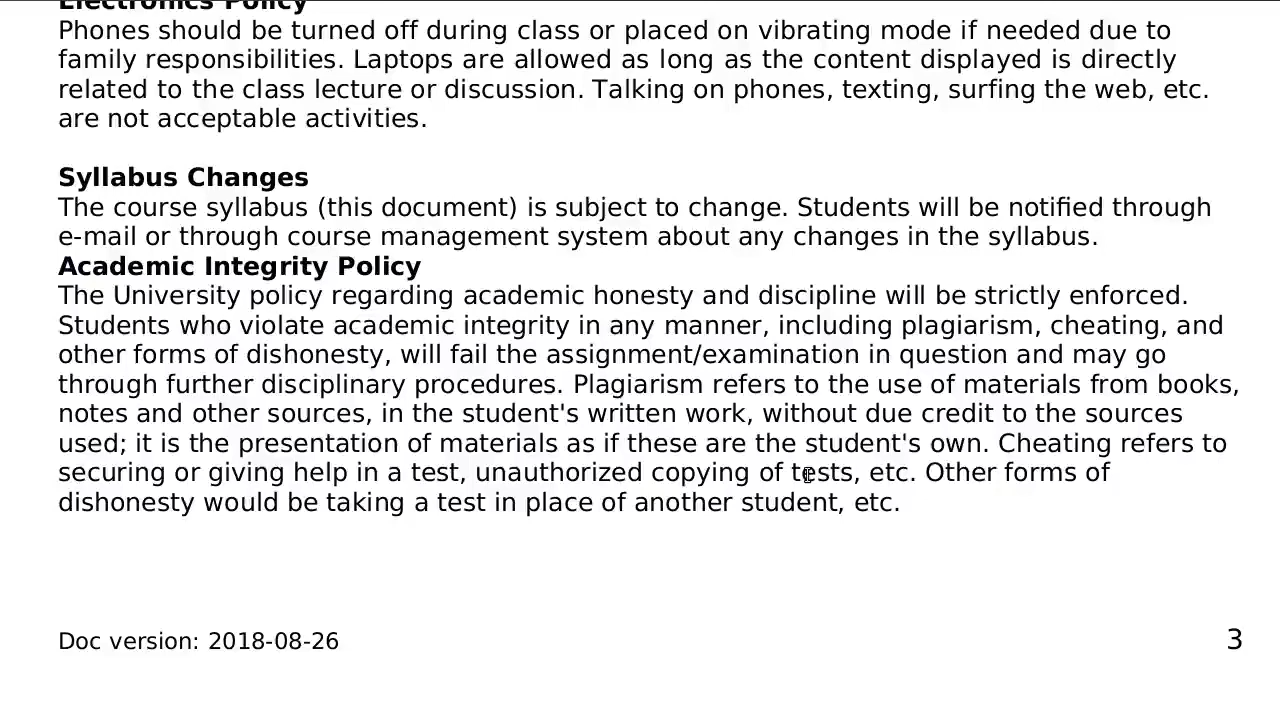 Electronics Policy
Phones should be turned off during class or placed on vibrating mode if needed due to
family responsibilities. Laptops are allowed as long as the content displayed is directly
related to the class lecture or discussion. Talking on phones, texting, surfing the web, etc.
are not acceptable activities.
Syllabus Changes
The course syllabus (this document) is subject to change. Students will be notified through
e-mail or through course management system about any changes in the syllabus.
Academic Integrity Policy
The University policy regarding academic honesty and discipline will be strictly enforced.
Students who violate academic integrity in any manner, including plagiarism, cheating, and
other forms of dishonesty, will fail the assignment/examination in question and may go
through further disciplinary procedures. Plagiarism refers to the use of materials from books,
notes and other sources, in the student's written work, without due credit to the sources
used; it is the presentation of materials as if these are the student's own. Cheating refers to
securing or giving help in a test, unauthorized copying of tests, etc. Other forms of
dishonesty would be taking a test in place of another student, etc.
Doc version: 2018-08-26
3